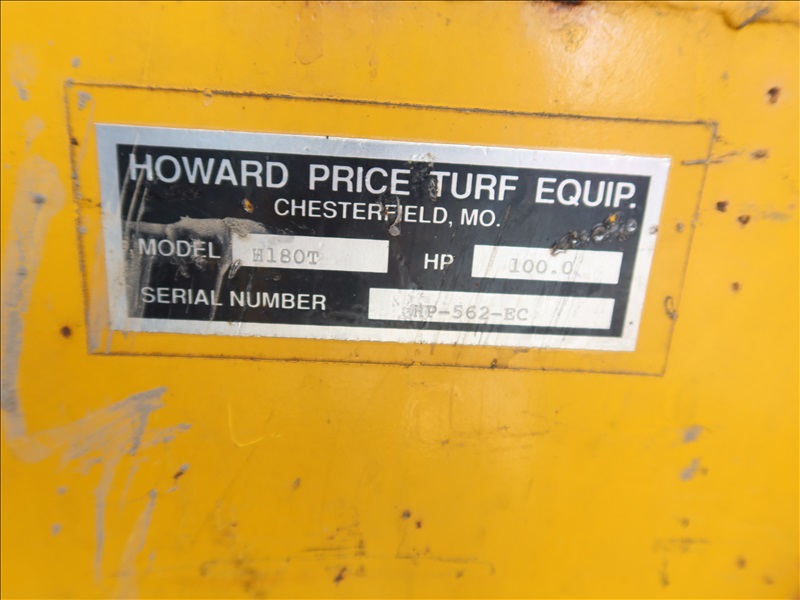 HOWARD PRICE TURF EQUIP.
CHESTERFIELD, MO.
MODEL H180T HP 100.0
SERIAL NUMBER HP-562-EC